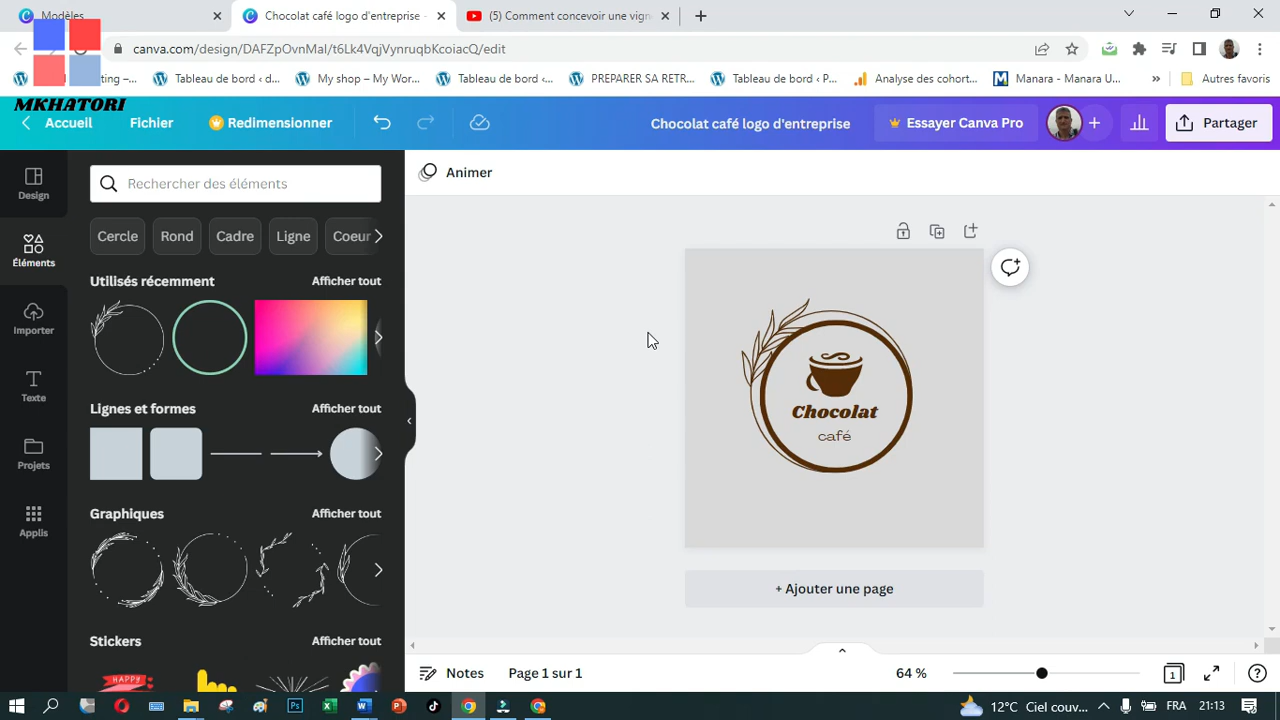 Modèles
Chocolat café logo d'entreprise -
(5) Comment concevoir une vign
canva.com/design/DAFZpOvnMaI/t6Lk4VqjVynruqbKcoiacQ/edit
Tableau de bord ‹ d...
My shop – My Wor...
Tableau de bord ‹...
PREPARER SA RETR...
Tableau de bord ‹ P...
Analyse des cohort...
Manara - Manara U...
»
Autres favoris
MKHATORI
Accueil
Fichier
Redimensionner
Chocolat café logo d'entreprise
Essayer Canva Pro
Partager
Design
Éléments
Importer
Texte
Projets
Applis
Rechercher des éléments
Cercle
Rond
Cadre
Ligne
Coeur
Utilisés récemment
Afficher tout
Lignes et formes
Afficher tout
Graphiques
Afficher tout
Stickers
Afficher tout
HAPPY
Animer
Chocolat
café
+ Ajouter une page
Notes
Page 1 sur 1
64 %
1
12°C Ciel couv...
FRA
21:13